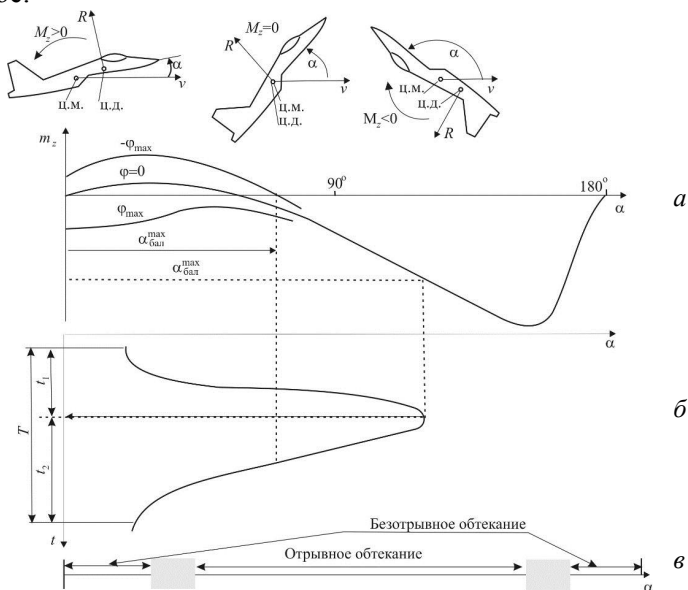 M_z>0
R
α
v
ц.м.
ц.д.
R
M_z=0
α
v
ц.м.
ц.д.
α
v
ц.м.
ц.д.
M_z<0
R
m_z
-φ_max
φ=0
φ_max
90°
180°
α
а
α_бал^max
α_бал^max
α
T
t_1
t_2
t
б
Безотрывное обтекание
Отрывное обтекание
α
в